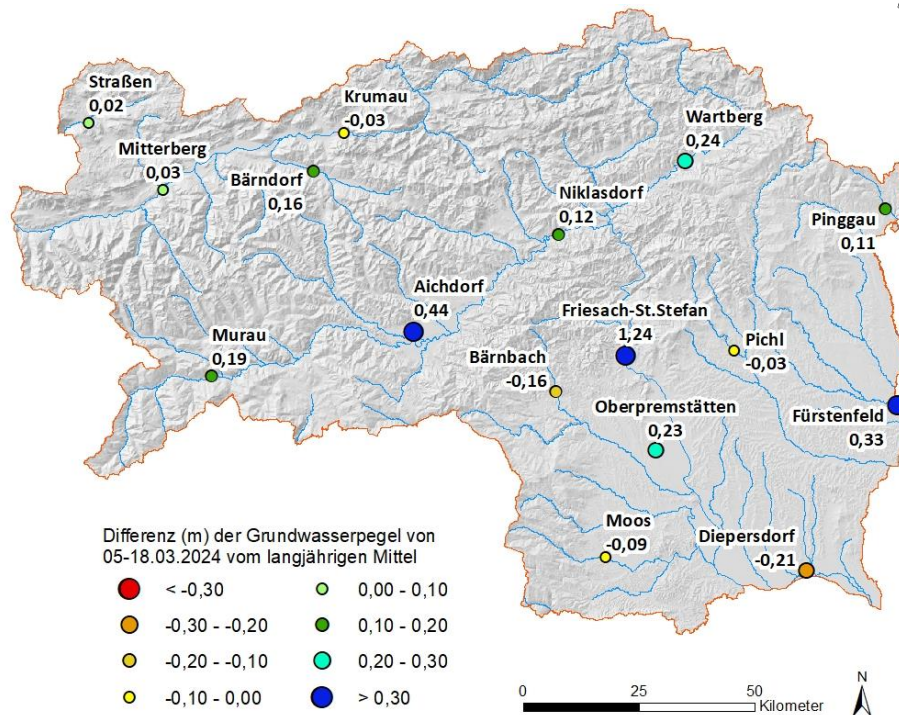 Straßen
0,02
Krumau
-0,03
Wartberg
0,24
Mitterberg
0,03
Bärndorf
0,16
Niklasdorf
0,12
Pinggau
0,11
Aichdorf
0,44
Friesach-St.Stefan
1,24
Murau
0,19
Bärnbach
-0,16
Pichl
-0,03
Oberpremstätten
0,23
Fürstenfeld
0,33
Moos
-0,09
Diepersdorf
-0,21
Differenz (m) der Grundwasserpegel von
05-18.03.2024 vom langjährigen Mittel
< -0,30
-0,30 - -0,20
-0,20 - -0,10
-0,10 - 0,00
0,00 - 0,10
0,10 - 0,20
0,20 - 0,30
> 0,30
0 25 50
Kilometer
N